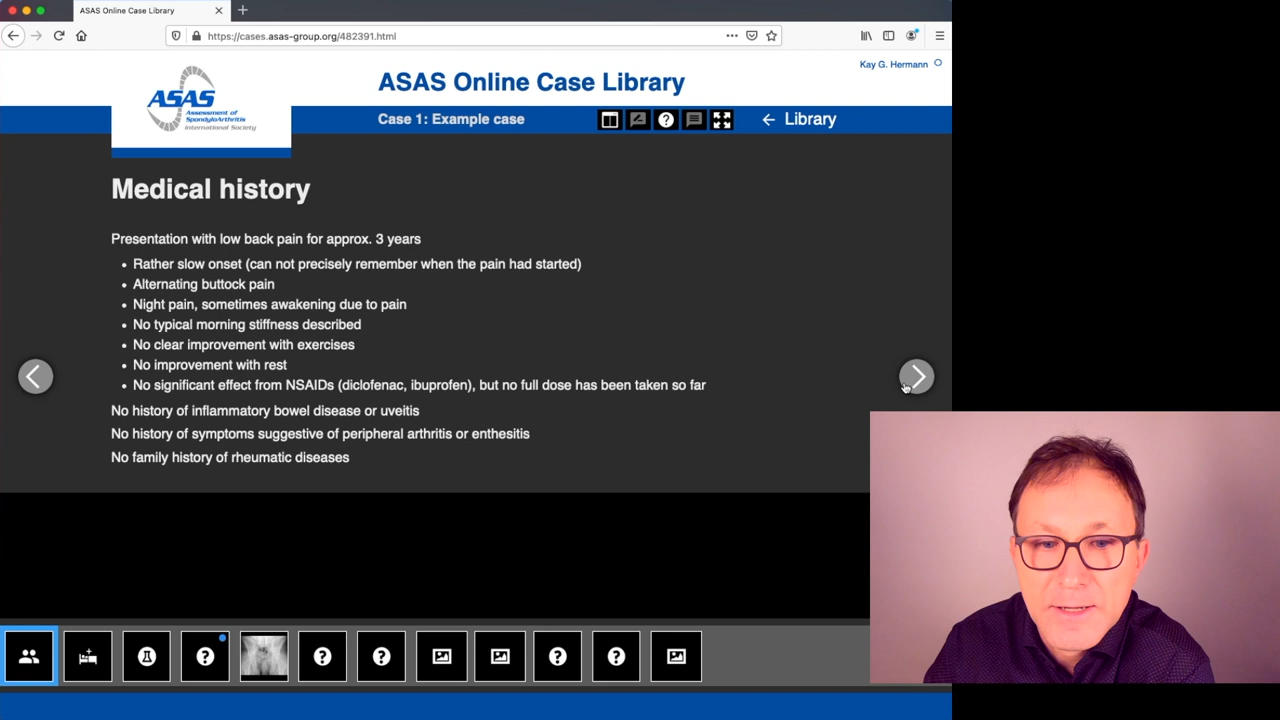 ASAS Online Case Library
https://cases.asas-group.org/482391.html
Kay G. Hermann
ASAS
Assessment of
SpondyloArthritis
International Society
ASAS Online Case Library
Case 1: Example case
← Library
Medical history
Presentation with low back pain for approx. 3 years
• Rather slow onset (can not precisely remember when the pain had started)
• Alternating buttock pain
• Night pain, sometimes awakening due to pain
• No typical morning stiffness described
• No clear improvement with exercises
• No improvement with rest
• No significant effect from NSAIDs (diclofenac, ibuprofen), but no full dose has been taken so far
No history of inflammatory bowel disease or uveitis
No history of symptoms suggestive of peripheral arthritis or enthesitis
No family history of rheumatic diseases